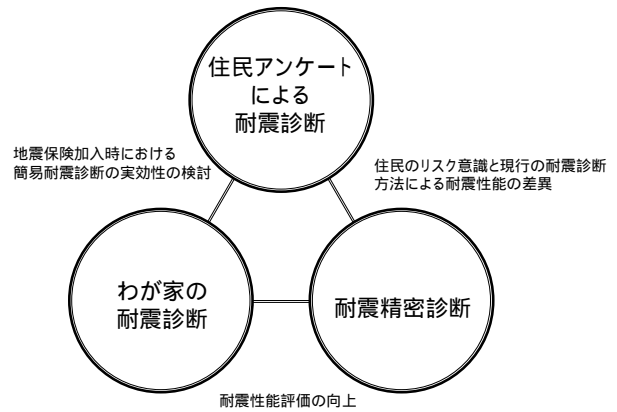 住民アンケート
による
耐震診断
地震保険加入時における
簡易耐震診断の実効性の検討
住民のリスク意識と現行の耐震診断
方法による耐震性能の差異
わが家の
耐震診断
耐震精密診断
耐震性能評価の向上